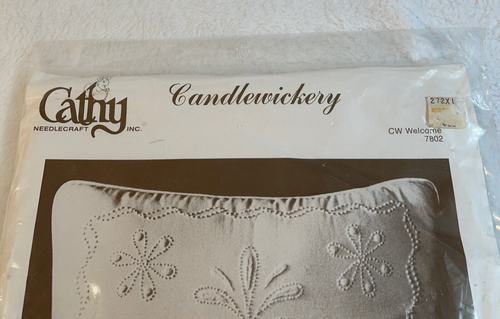 Cathy
NEEDLECRAFT INC.
Candlewickery
272X1
CW Welcome
7802